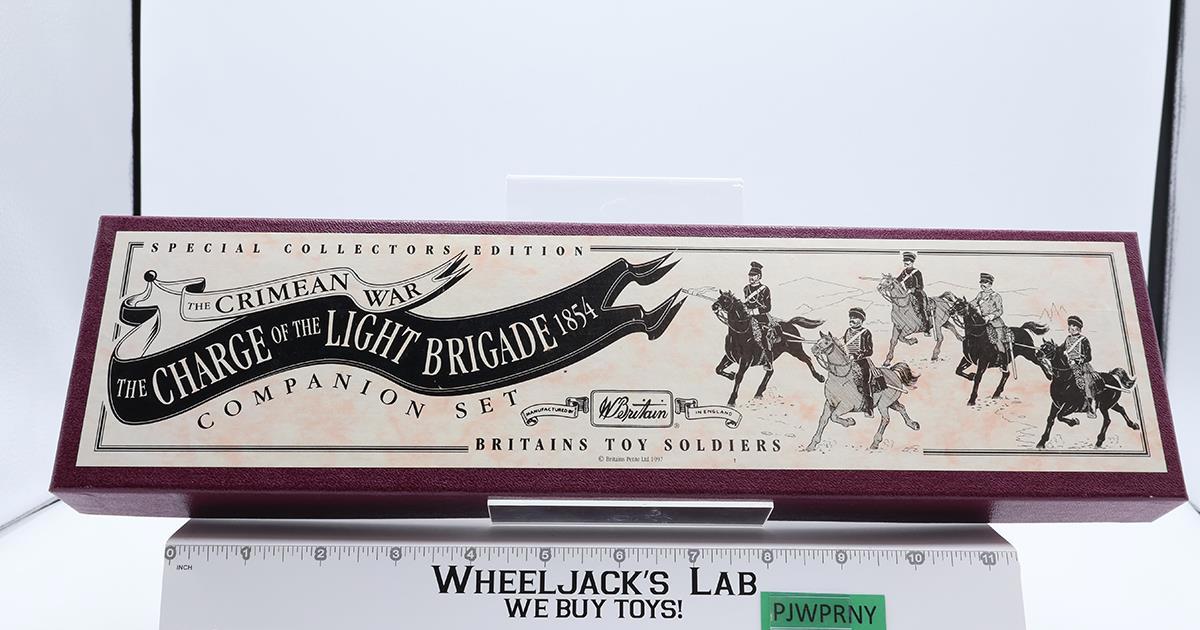 SPECIAL COLLECTORS EDITION
THE CRIMEAN WAR
THE CHARGE OF THE LIGHT BRIGADE 1854
COMPANION SET
MANUFACTURED BY
W.Britain
IN ENGLAND
BRITAINS TOY SOLDIERS
© Britains Petite Ltd. 1997
0 1 2 3 4 5 6 7 8 9 10 11
INCH
WHEELJACK'S LAB
WE BUY TOYS!
PJWPRNY